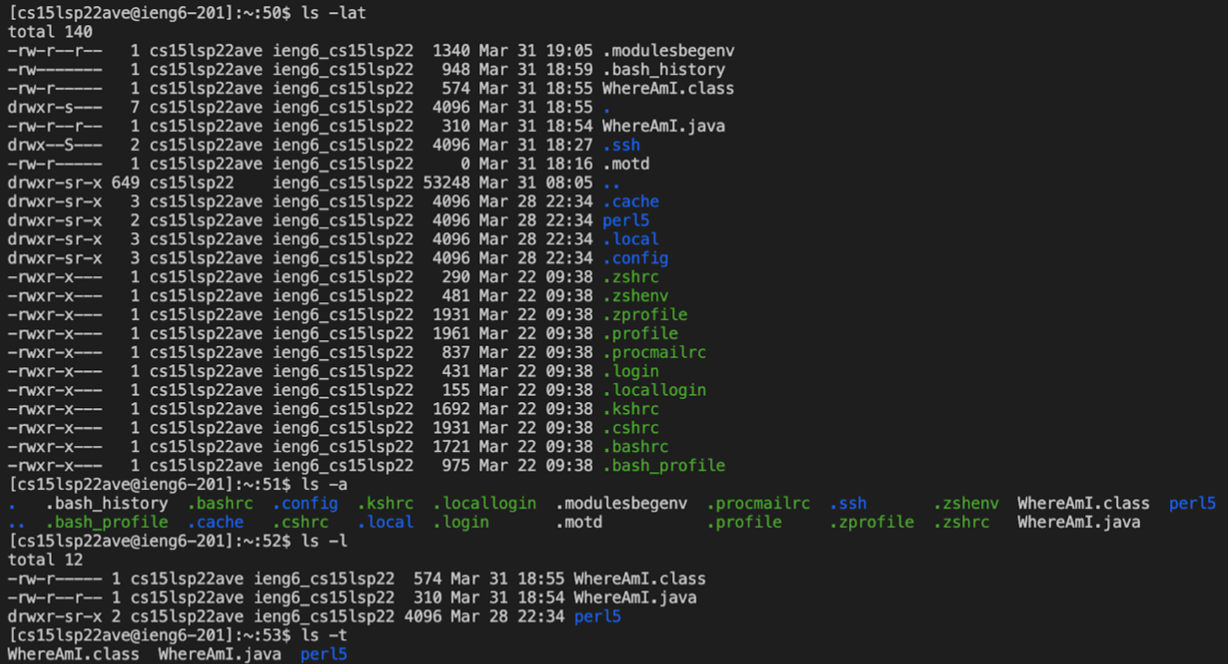 [cs15lsp22ave@ieng6-201]:~:50$ ls -lat
total 140
-rw-r--r--   1 cs15lsp22ave ieng6_cs15lsp22  1340 Mar 31 19:05 .modulesbegenv
-rw-------   1 cs15lsp22ave ieng6_cs15lsp22   948 Mar 31 18:59 .bash_history
-rw-r-----   1 cs15lsp22ave ieng6_cs15lsp22   574 Mar 31 18:55 WhereAmI.class
drwxr-s---   7 cs15lsp22ave ieng6_cs15lsp22  4096 Mar 31 18:55 .
-rw-r--r--   1 cs15lsp22ave ieng6_cs15lsp22   310 Mar 31 18:54 WhereAmI.java
drwx--S---   2 cs15lsp22ave ieng6_cs15lsp22  4096 Mar 31 18:27 .ssh
-rw-r-----   1 cs15lsp22ave ieng6_cs15lsp22     0 Mar 31 18:16 .motd
drwxr-sr-x 649 cs15lsp22    ieng6_cs15lsp22 53248 Mar 31 08:05 ..
drwxr-sr-x   3 cs15lsp22ave ieng6_cs15lsp22  4096 Mar 28 22:34 .cache
drwxr-sr-x   2 cs15lsp22ave ieng6_cs15lsp22  4096 Mar 28 22:34 perl5
drwxr-sr-x   3 cs15lsp22ave ieng6_cs15lsp22  4096 Mar 28 22:34 .local
drwxr-sr-x   3 cs15lsp22ave ieng6_cs15lsp22  4096 Mar 28 22:34 .config
-rwxr-x---   1 cs15lsp22ave ieng6_cs15lsp22   290 Mar 22 09:38 .zshrc
-rwxr-x---   1 cs15lsp22ave ieng6_cs15lsp22   481 Mar 22 09:38 .zshenv
-rwxr-x---   1 cs15lsp22ave ieng6_cs15lsp22  1931 Mar 22 09:38 .zprofile
-rwxr-x---   1 cs15lsp22ave ieng6_cs15lsp22  1961 Mar 22 09:38 .profile
-rwxr-x---   1 cs15lsp22ave ieng6_cs15lsp22   837 Mar 22 09:38 .procmailrc
-rwxr-x---   1 cs15lsp22ave ieng6_cs15lsp22   431 Mar 22 09:38 .login
-rwxr-x---   1 cs15lsp22ave ieng6_cs15lsp22   155 Mar 22 09:38 .locallogin
-rwxr-x---   1 cs15lsp22ave ieng6_cs15lsp22  1692 Mar 22 09:38 .kshrc
-rwxr-x---   1 cs15lsp22ave ieng6_cs15lsp22  1931 Mar 22 09:38 .cshrc
-rwxr-x---   1 cs15lsp22ave ieng6_cs15lsp22  1721 Mar 22 09:38 .bashrc
-rwxr-x---   1 cs15lsp22ave ieng6_cs15lsp22   975 Mar 22 09:38 .bash_profile
[cs15lsp22ave@ieng6-201]:~:51$ ls -a
.   .bash_history  .bashrc  .config  .kshrc  .locallogin  .modulesbegenv  .procmailrc  .ssh       .zshenv  WhereAmI.class  perl5
..  .bash_profile  .cache   .cshrc   .local  .login       .motd           .profile     .zprofile  .zshrc   WhereAmI.java
[cs15lsp22ave@ieng6-201]:~:52$ ls -l
total 12
-rw-r----- 1 cs15lsp22ave ieng6_cs15lsp22  574 Mar 31 18:55 WhereAmI.class
-rw-r--r-- 1 cs15lsp22ave ieng6_cs15lsp22  310 Mar 31 18:54 WhereAmI.java
drwxr-sr-x 2 cs15lsp22ave ieng6_cs15lsp22 4096 Mar 28 22:34 perl5
[cs15lsp22ave@ieng6-201]:~:53$ ls -t
WhereAmI.class  WhereAmI.java  perl5